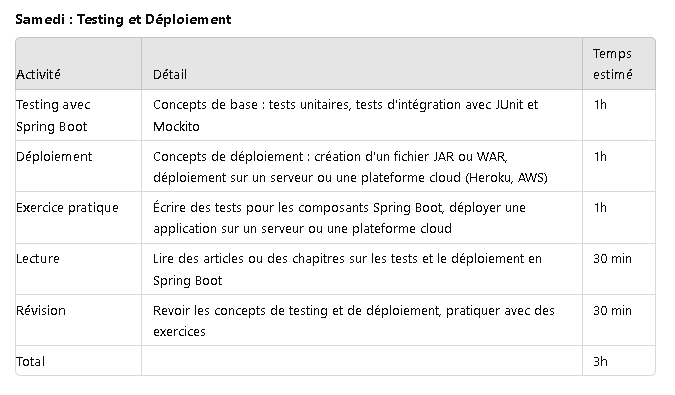 Samedi : Testing et Déploiement
Activité
Détail
Temps
estimé
Testing avec
Spring Boot
Concepts de base : tests unitaires, tests d'intégration avec JUnit et
Mockito
1h
Déploiement
Concepts de déploiement : création d'un fichier JAR ou WAR,
déploiement sur un serveur ou une plateforme cloud (Heroku, AWS)
1h
Exercice pratique
Écrire des tests pour les composants Spring Boot, déployer une
application sur un serveur ou une plateforme cloud
1h
Lecture
Lire des articles ou des chapitres sur les tests et le déploiement en
Spring Boot
30 min
Révision
Revoir les concepts de testing et de déploiement, pratiquer avec des
exercices
30 min
Total
3h